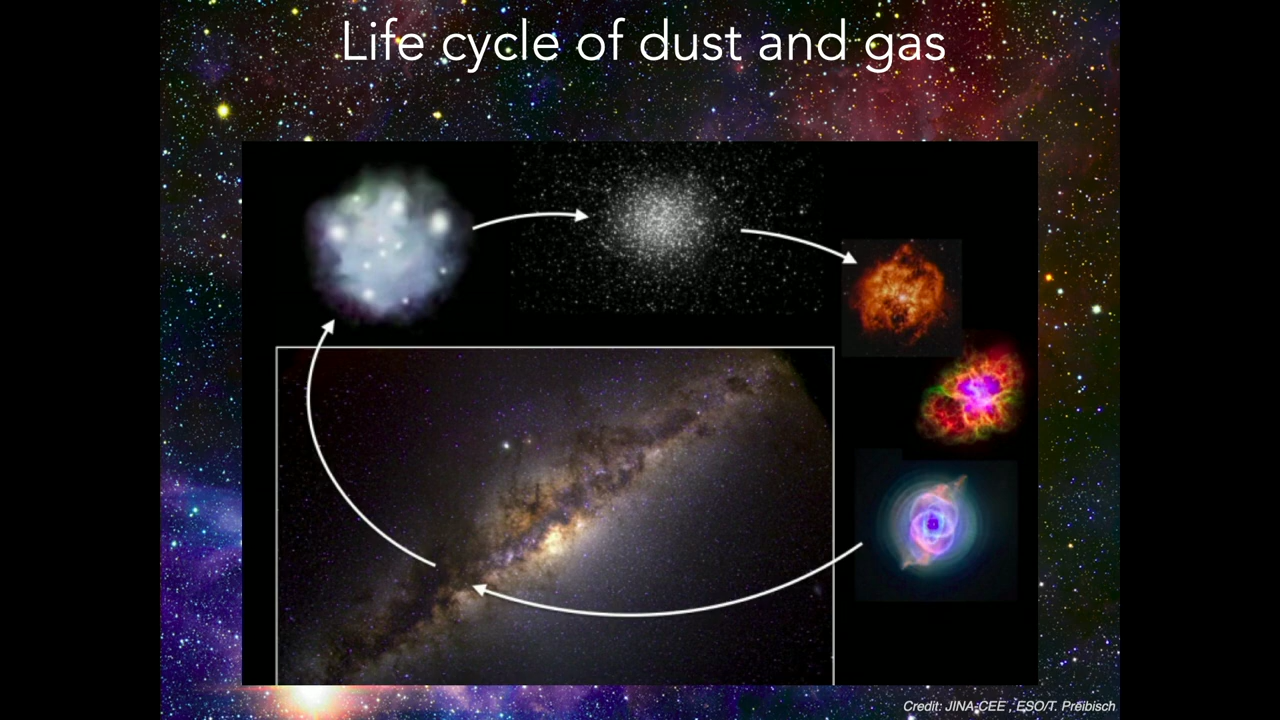 Life cycle of dust and gas
Credit: JINA-CEE , ESO/T. Preibisch